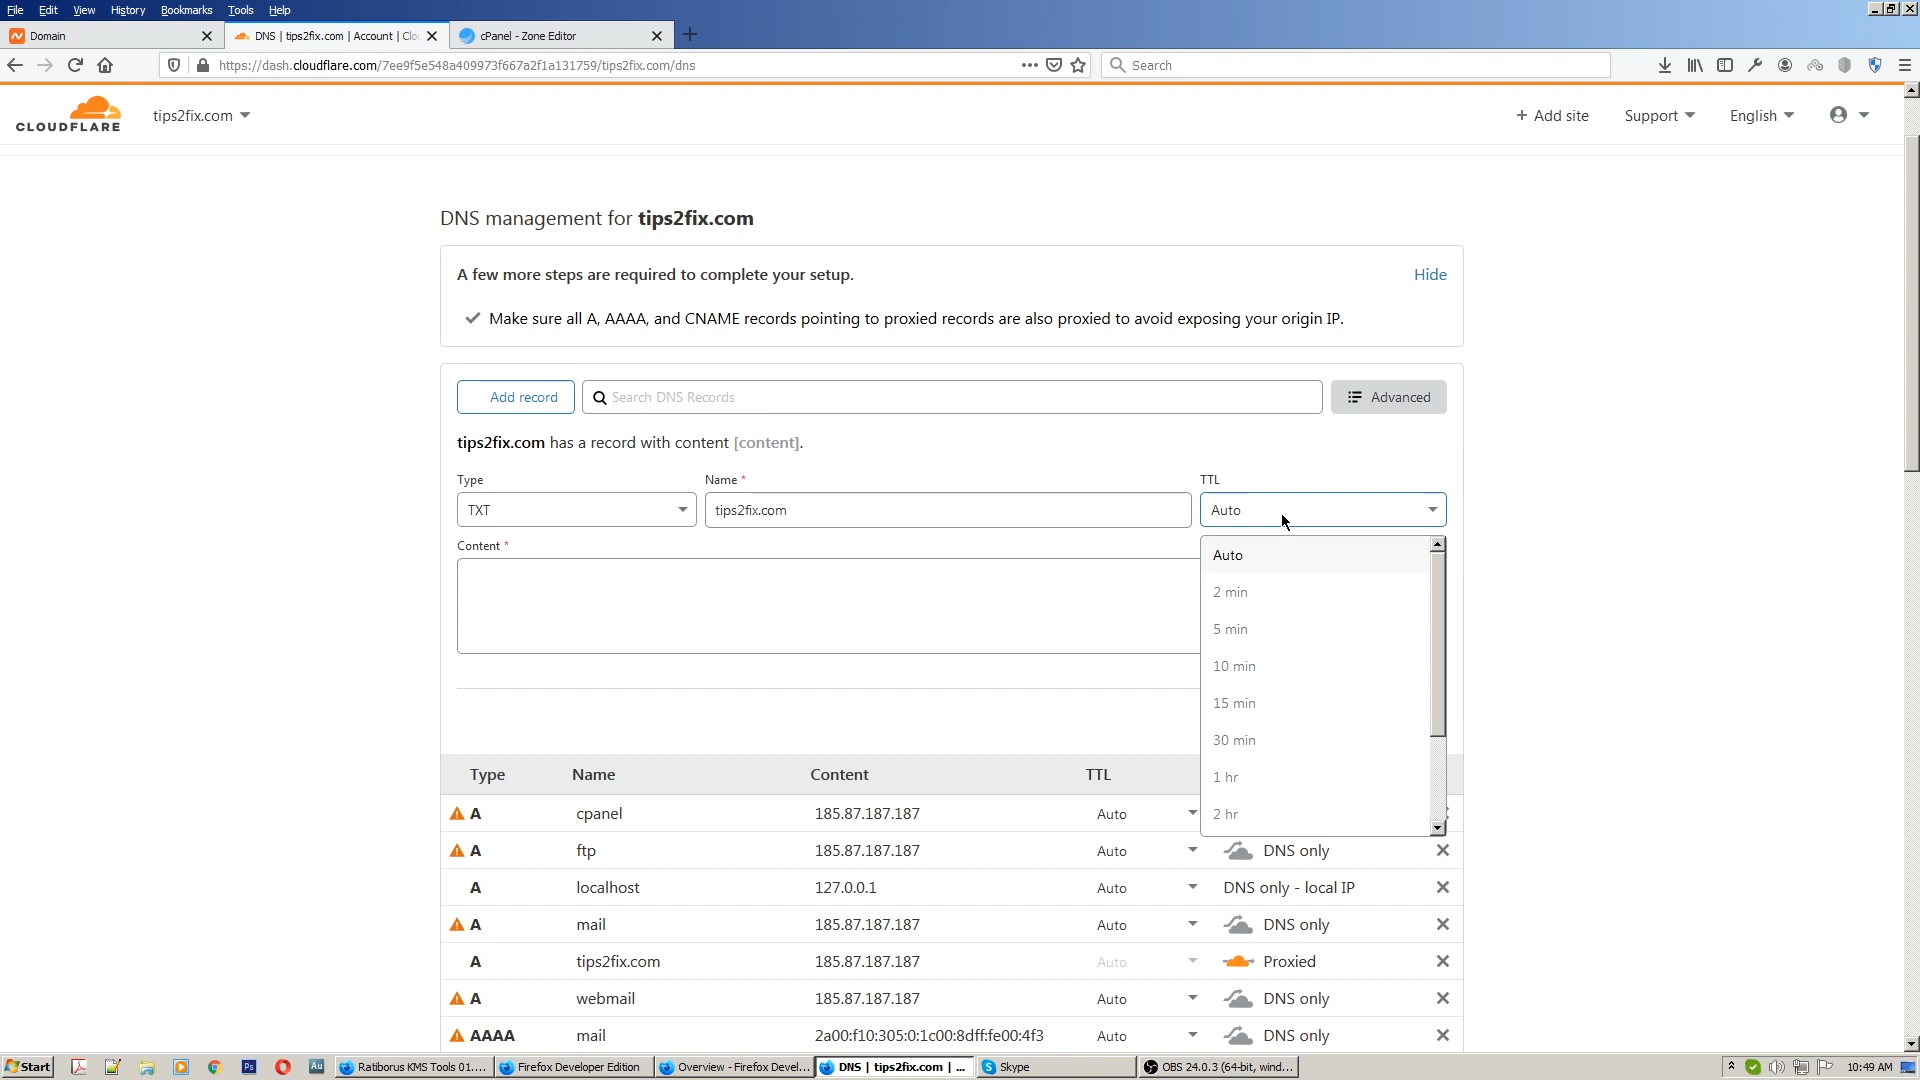 File Edit View History Bookmarks Tools Help
Domain
DNS | tips2fix.com | Account | Clo
cPanel - Zone Editor
https://dash.cloudflare.com/7ee9f5e548a409973f667a2f1a131759/tips2fix.com/dns
Search
CLOUDFLARE
tips2fix.com
+ Add site
Support
English
DNS management for tips2fix.com
A few more steps are required to complete your setup.
Hide
Make sure all A, AAAA, and CNAME records pointing to proxied records are also proxied to avoid exposing your origin IP.
Add record
Search DNS Records
Advanced
tips2fix.com has a record with content [content].
Type
Name *
TTL
TXT
tips2fix.com
Auto
Content *
Auto
2 min
5 min
10 min
15 min
30 min
1 hr
2 hr
Type Name Content TTL
A cpanel 185.87.187.187 Auto
A ftp 185.87.187.187 Auto DNS only
A localhost 127.0.0.1 Auto DNS only - local IP
A mail 185.87.187.187 Auto DNS only
A tips2fix.com 185.87.187.187 Auto Proxied
A webmail 185.87.187.187 Auto DNS only
AAAA mail 2a00:f10:305:0:1c00:8dff:fe00:4f3 Auto DNS only
Start
Ps
Au
Ratiborus KMS Tools 01....
Firefox Developer Edition
Overview - Firefox Devel...
DNS | tips2fix.com | ...
Skype
OBS 24.0.3 (64-bit, wind...
10:49 AM